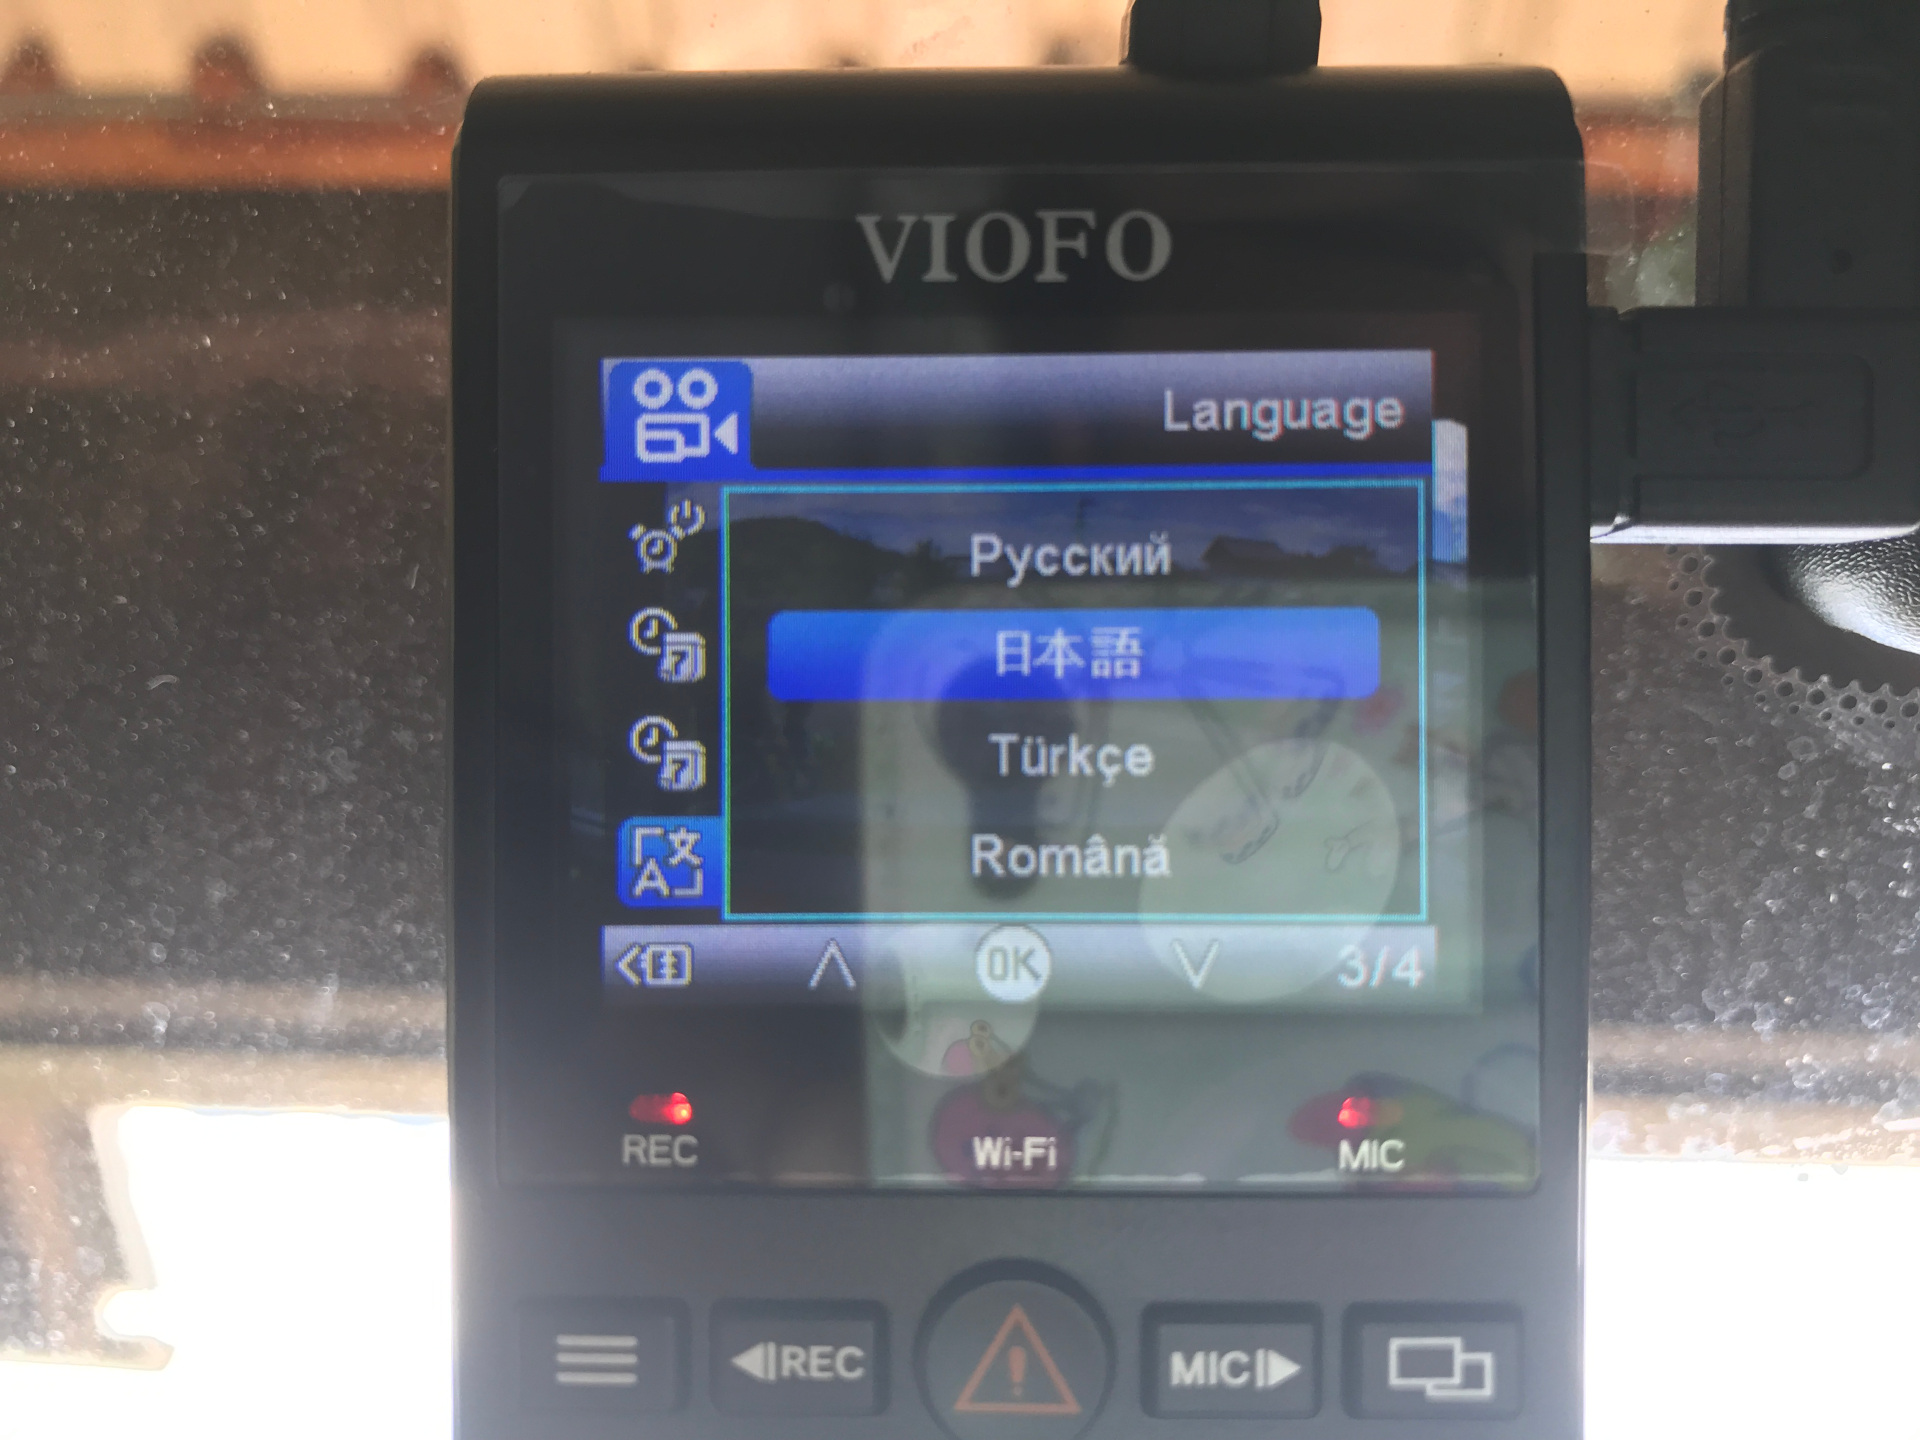 VIOFO
Language
Русский
日本語
Türkçe
Română
OK
3/4
REC
Wi-Fi
MIC
REC
MIC